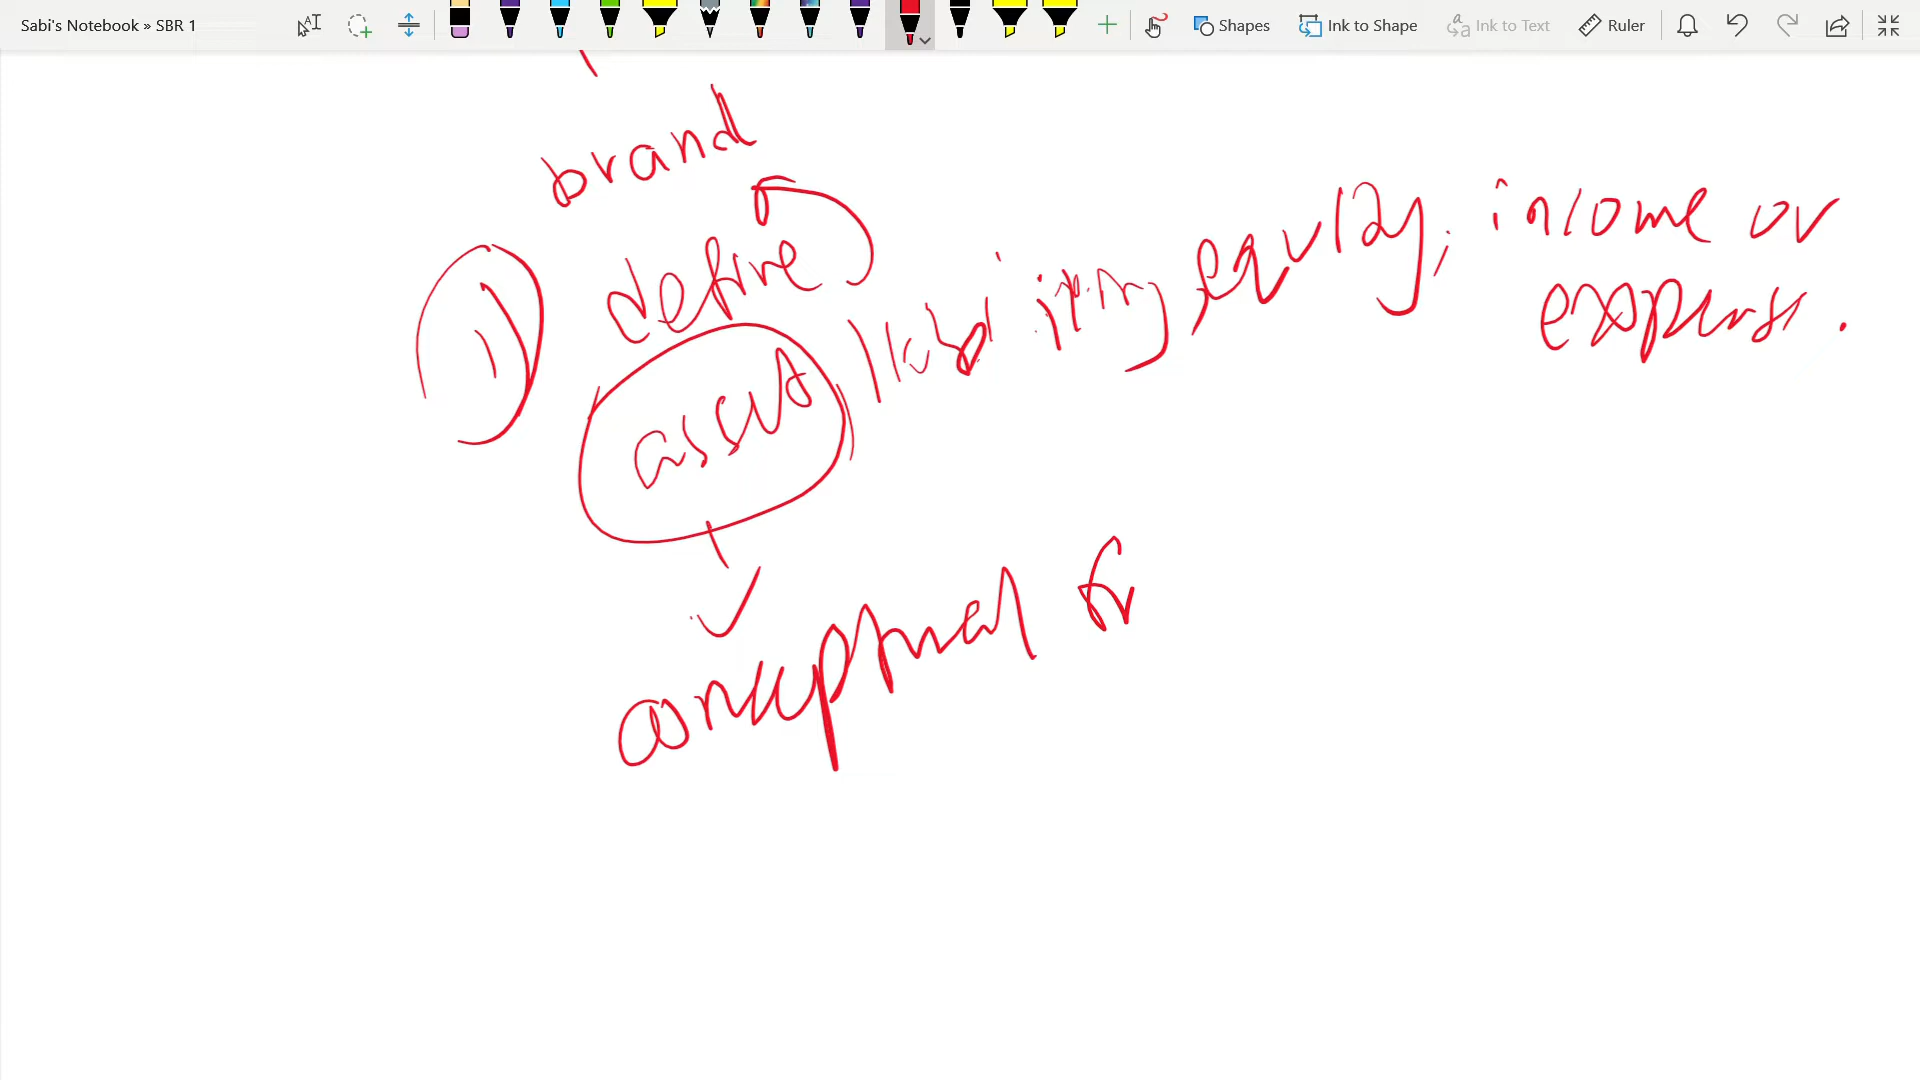 Sabi's Notebook » SBR 1
Shapes
Ink to Shape
Ink to Text
Ruler
brand
1) define
asset, liability, equity, income or
expense.
conceptual fr